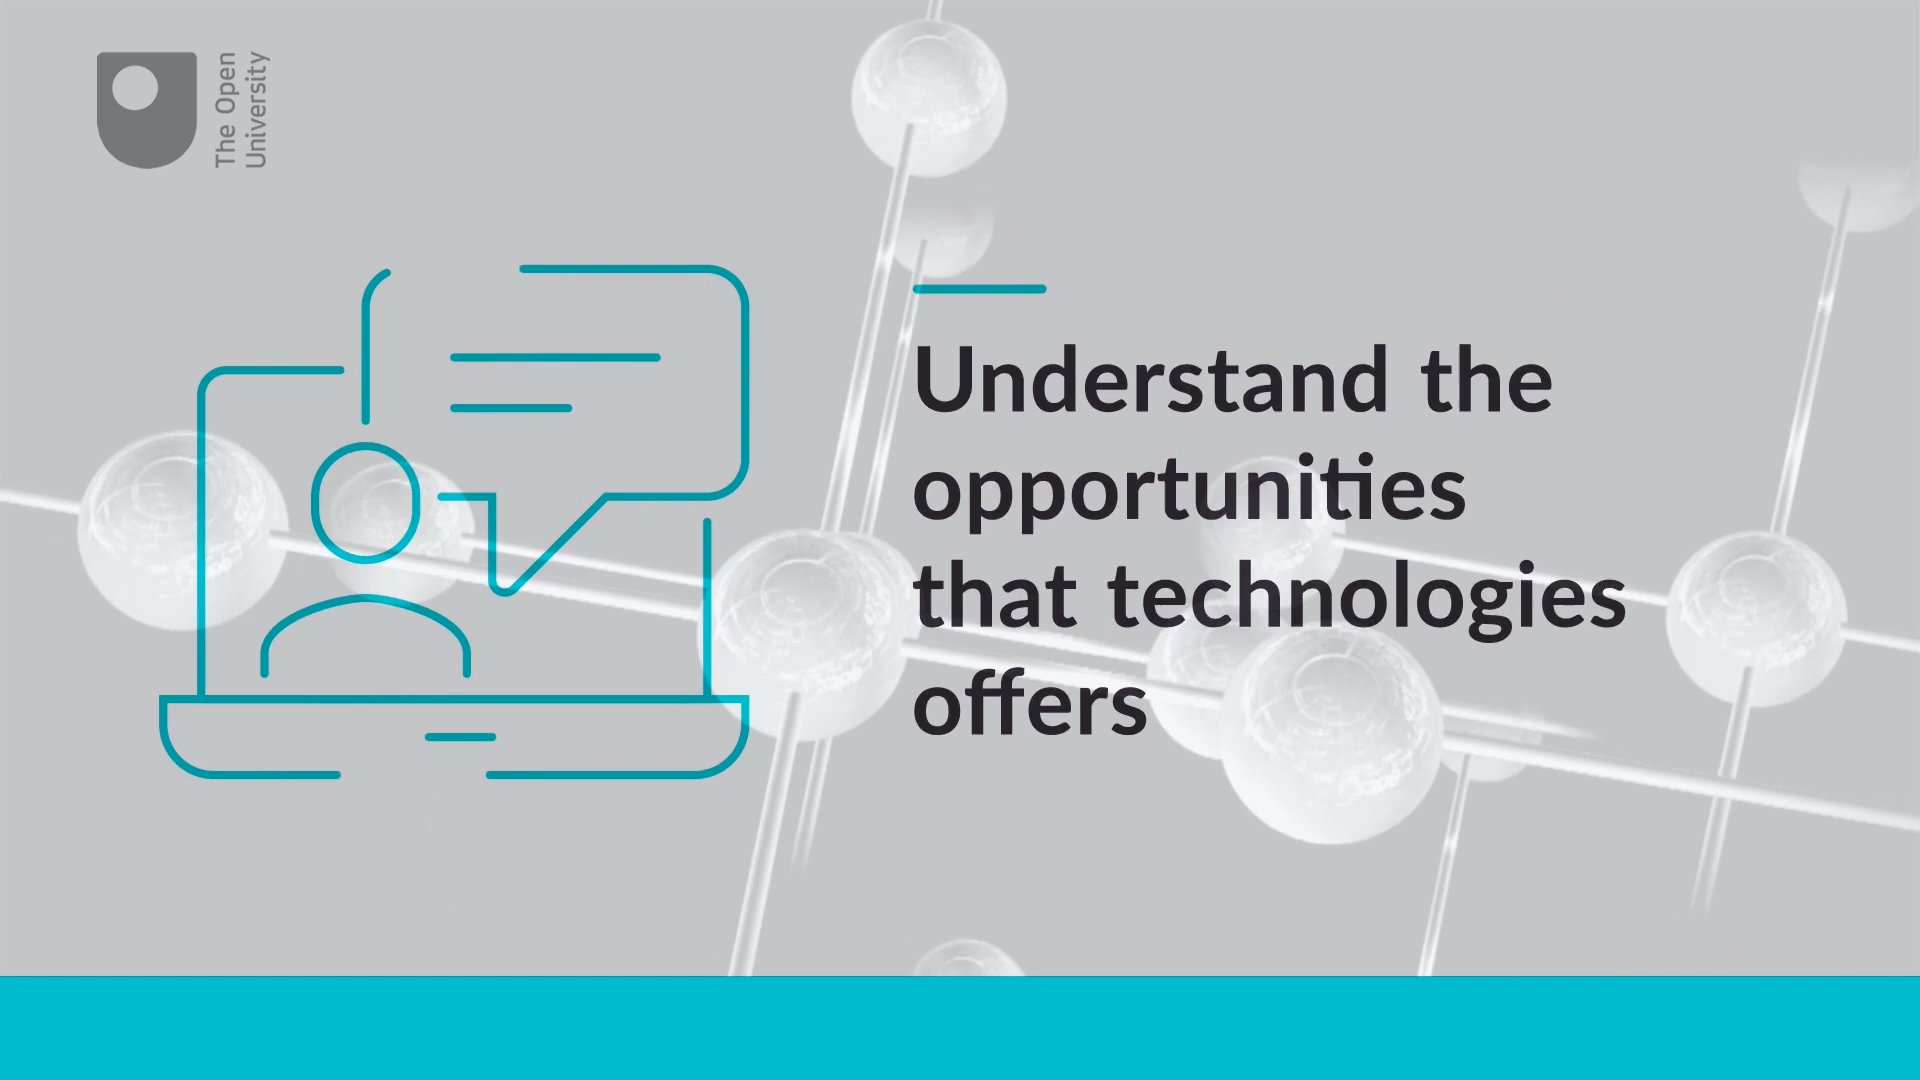 The Open
University
Understand the
opportunities
that technologies
offers